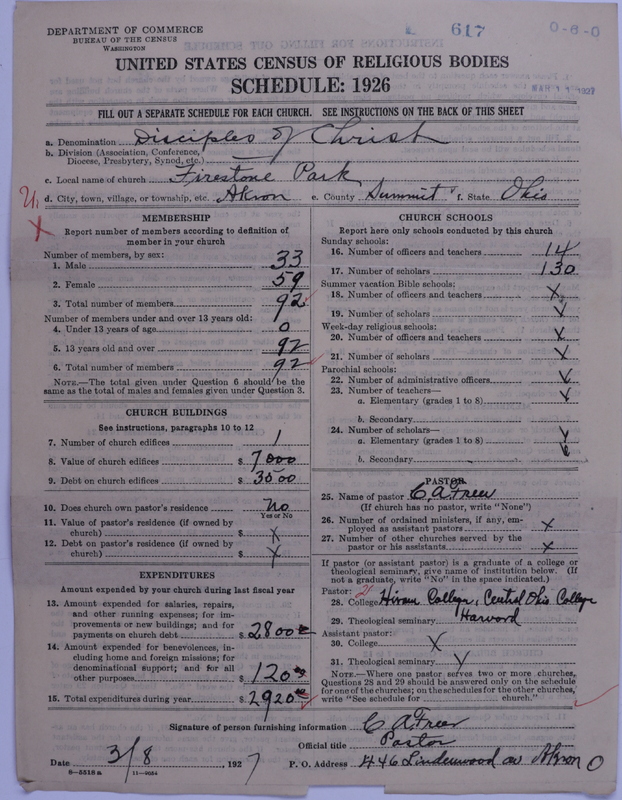 DEPARTMENT OF COMMERCE
BUREAU OF THE CENSUS
WASHINGTON
617
0-8-0
MAR 11 1927
UNITED STATES CENSUS OF RELIGIOUS BODIES
SCHEDULE: 1926
FILL OUT A SEPARATE SCHEDULE FOR EACH CHURCH. SEE INSTRUCTIONS ON THE BACK OF THIS SHEET
a. Denomination Disciples of Christ
b. Division (Association, Conference, Diocese, Presbytery, Synod, etc.) —
c. Local name of church Firestone Park
d. City, town, village, or township, etc. Akron e. County Summit f. State Ohio
MEMBERSHIP
Report number of members according to definition of
member in your church
Number of members, by sex:
1. Male 33
2. Female 59
3. Total number of members 92
Number of members under and over 13 years old:
4. Under 13 years of age 0
5. 13 years old and over 92
6. Total number of members 92
NOTE.—The total given under Question 6 should be the
same as the total of males and females given under Question 3.
CHURCH BUILDINGS
See instructions, paragraphs 10 to 12
7. Number of church edifices 1
8. Value of church edifices $ 7000
9. Debt on church edifices $ 3500
10. Does church own pastor's residence No
Yes or No
11. Value of pastor's residence (if owned by
church) $ X
12. Debt on pastor's residence (if owned by
church) $ X
EXPENDITURES
Amount expended by your church during last fiscal year
13. Amount expended for salaries, repairs,
and other running expenses; for im-
provements or new buildings; and for
payments on church debt $ 2800
14. Amount expended for benevolences, in-
cluding home and foreign missions; for
denominational support; and for all
other purposes 120
15. Total expenditures during year $ 2920
CHURCH SCHOOLS
Report here only schools conducted by this church
Sunday schools:
16. Number of officers and teachers 14
17. Number of scholars 130
Summer vacation Bible schools:
18. Number of officers and teachers X
19. Number of scholars X
Week-day religious schools:
20. Number of officers and teachers X
21. Number of scholars X
Parochial schools:
22. Number of administrative officers X
23. Number of teachers—
a. Elementary (grades 1 to 8) X
b. Secondary
24. Number of scholars—
a. Elementary (grades 1 to 8) X
b. Secondary X
PASTOR
25. Name of pastor C. A. Freer
(If church has no pastor, write "None")
26. Number of ordained ministers, if any, em-
ployed as assistant pastors X
27. Number of other churches served by the
pastor or his assistants X
If pastor (or assistant pastor) is a graduate of a college or
theological seminary, give name of institution below. (If
not a graduate, write "No" in the space indicated.)
Pastor:
28. College Hiram College, Central Ohio College
29. Theological seminary Harvard
Assistant pastor:
30. College X
31. Theological seminary X
NOTE.—Where one pastor serves two or more churches,
Questions 28 and 29 should be answered only on the schedule
for one of the churches; on the schedules for the other churches,
write "See schedule for church."
Signature of person furnishing information C. A. Freer
Official title Pastor
Date 3/8 1927 P. O. Address 446 Lindenwood av Akron O
8-5518 a 11-9084